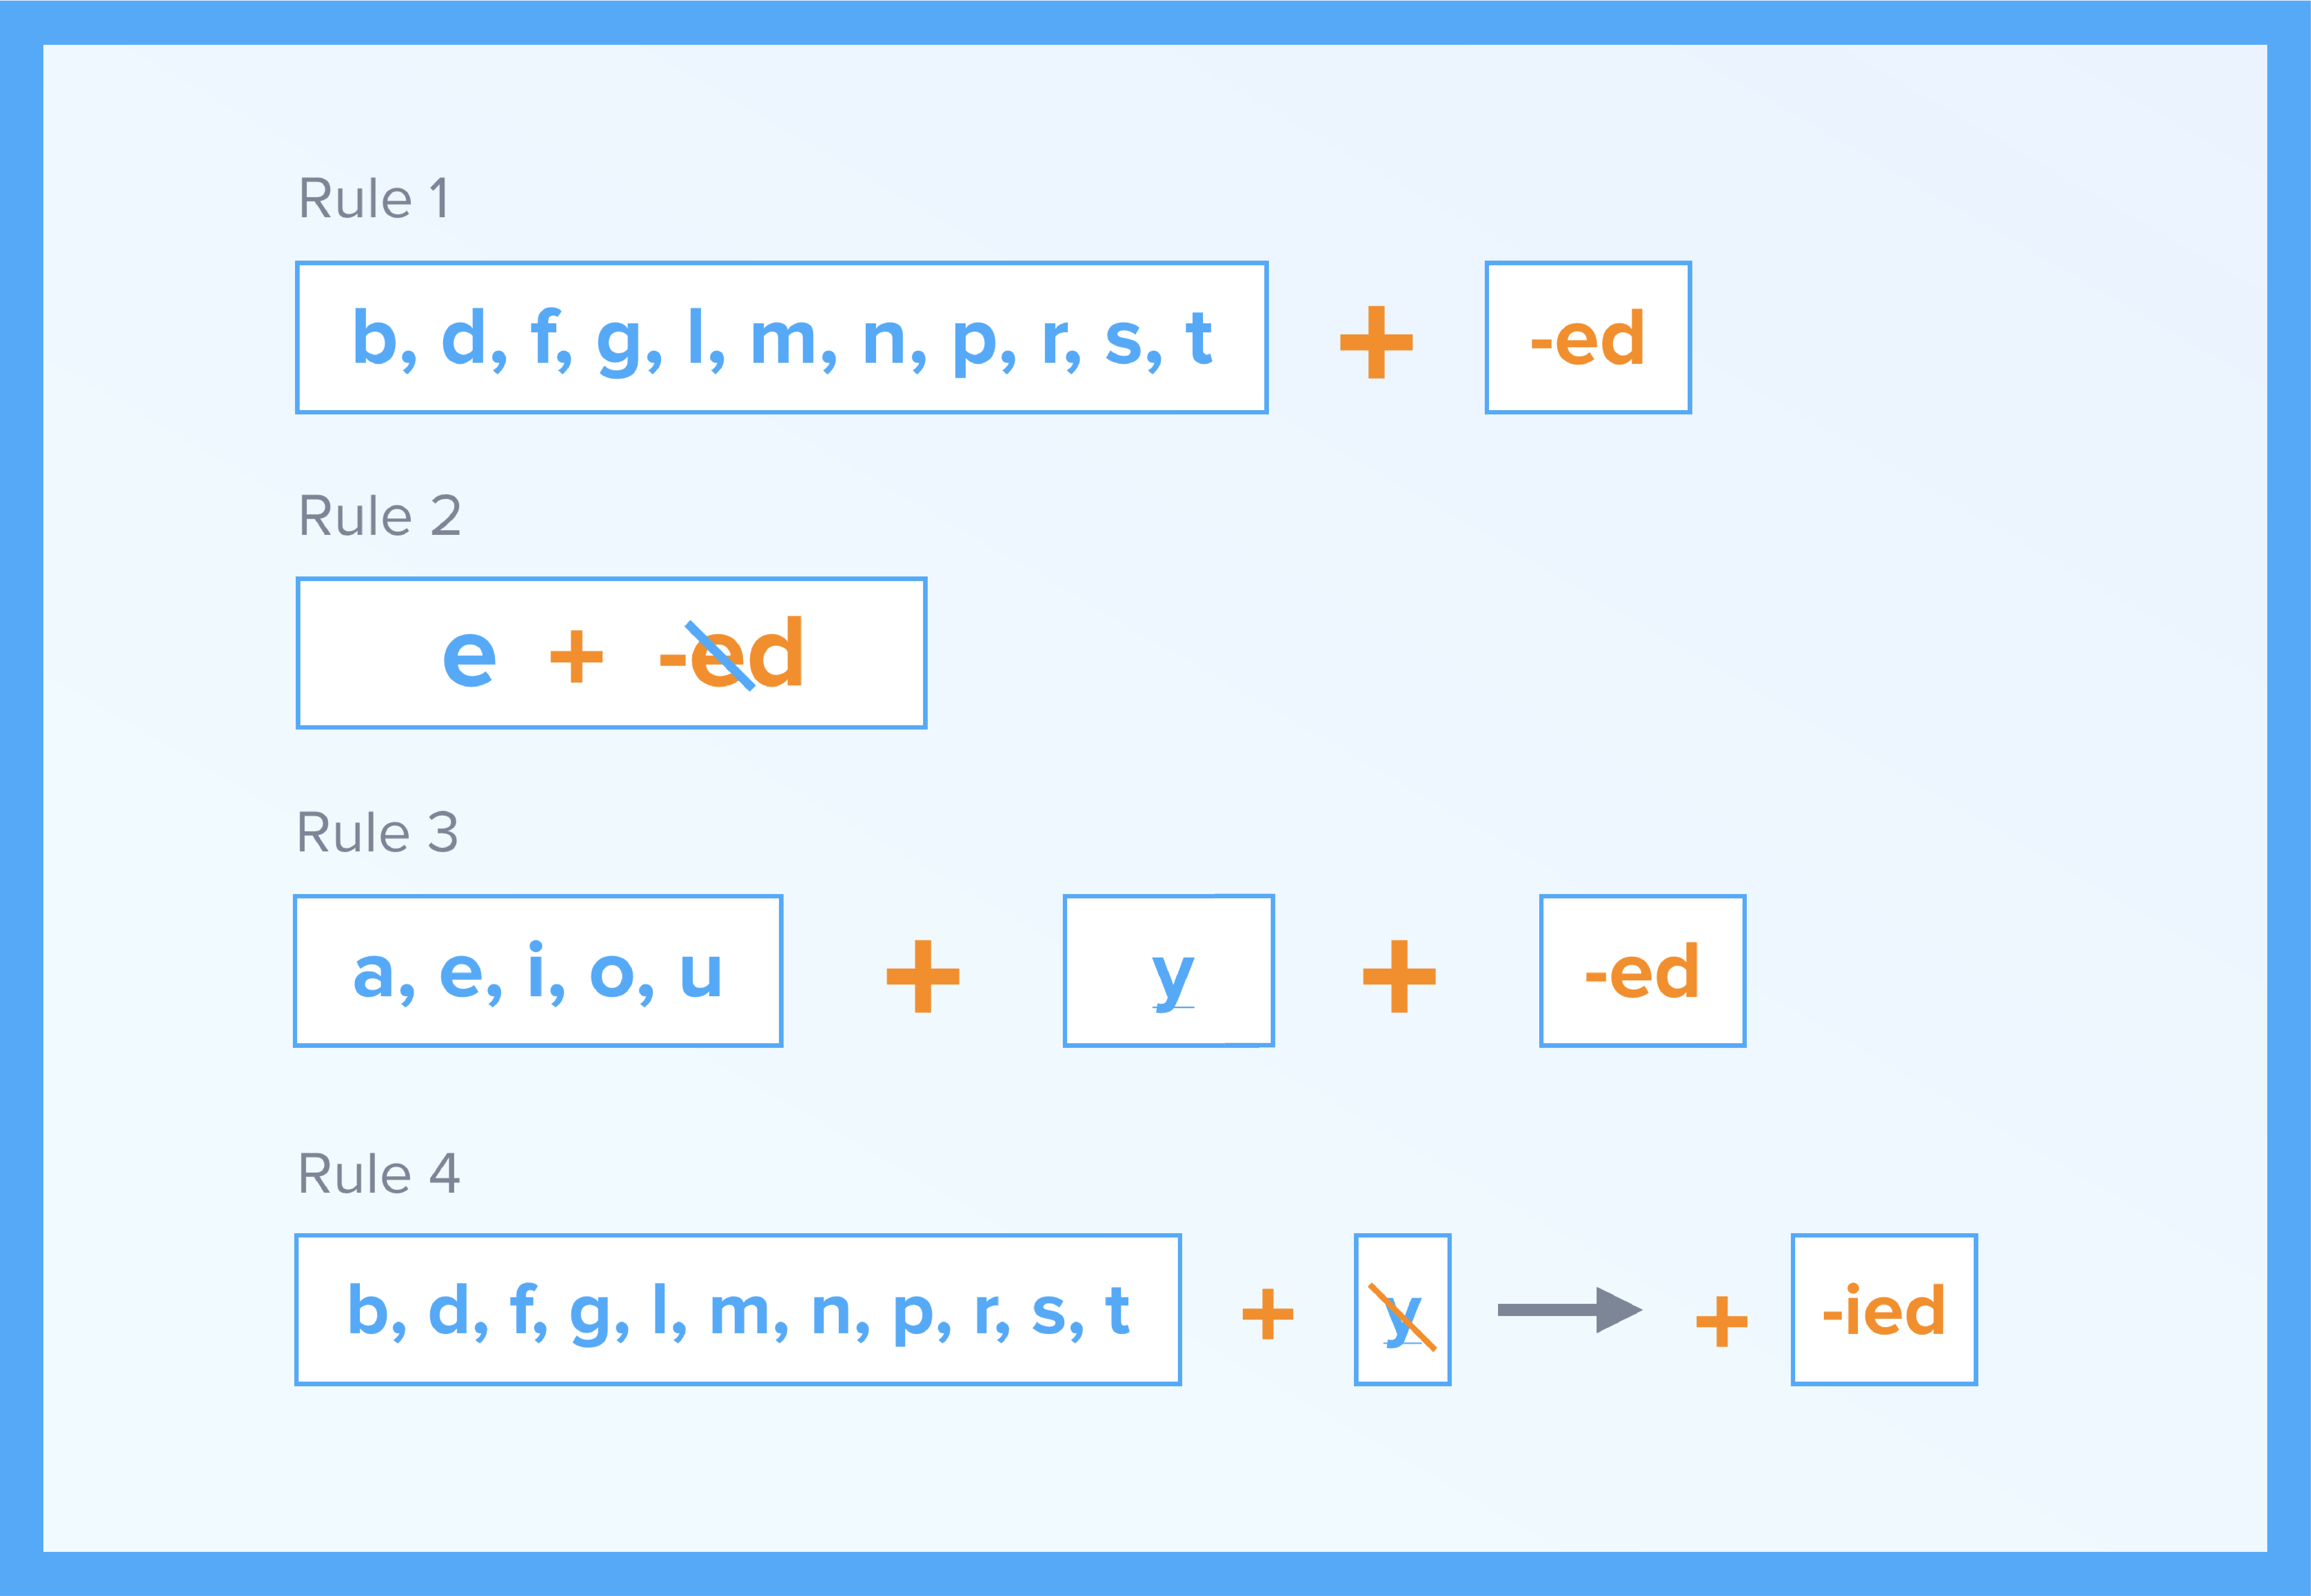 Rule 1
b, d, f, g, l, m, n, p, r, s, t + -ed
Rule 2
e + -ed
Rule 3
a, e, i, o, u + y + -ed
Rule 4
b, d, f, g, l, m, n, p, r, s, t + y + -ied